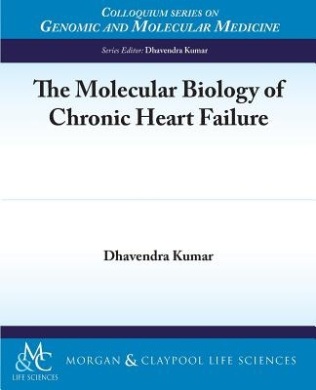 COLLOQUIUM SERIES ON
GENOMIC AND MOLECULAR MEDICINE
Series Editor: Dhavendra Kumar
The Molecular Biology of
Chronic Heart Failure
Dhavendra Kumar
M&C
LIFE SCIENCES
MORGAN & CLAYPOOL LIFE SCIENCES